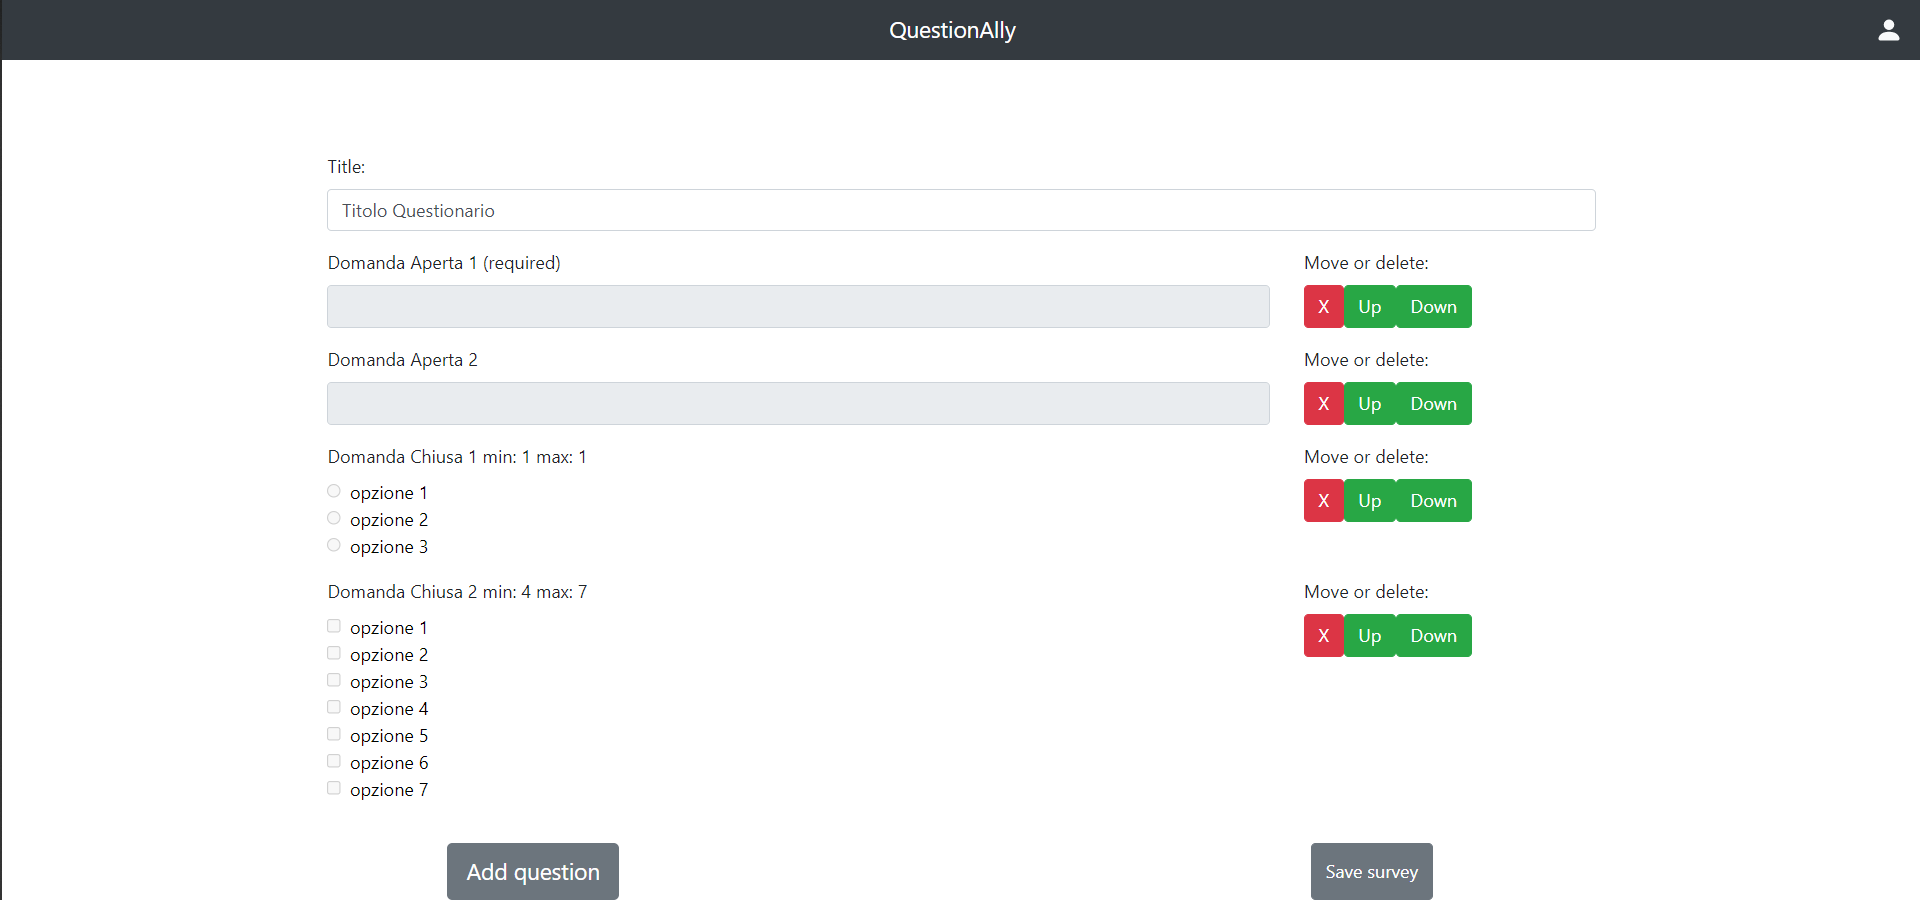 QuestionAlly
Title:
Titolo Questionario
Domanda Aperta 1 (required)
Move or delete:
X Up Down
Domanda Aperta 2
Move or delete:
X Up Down
Domanda Chiusa 1 min: 1 max: 1
Move or delete:
X Up Down
opzione 1
opzione 2
opzione 3
Domanda Chiusa 2 min: 4 max: 7
Move or delete:
X Up Down
opzione 1
opzione 2
opzione 3
opzione 4
opzione 5
opzione 6
opzione 7
Add question
Save survey